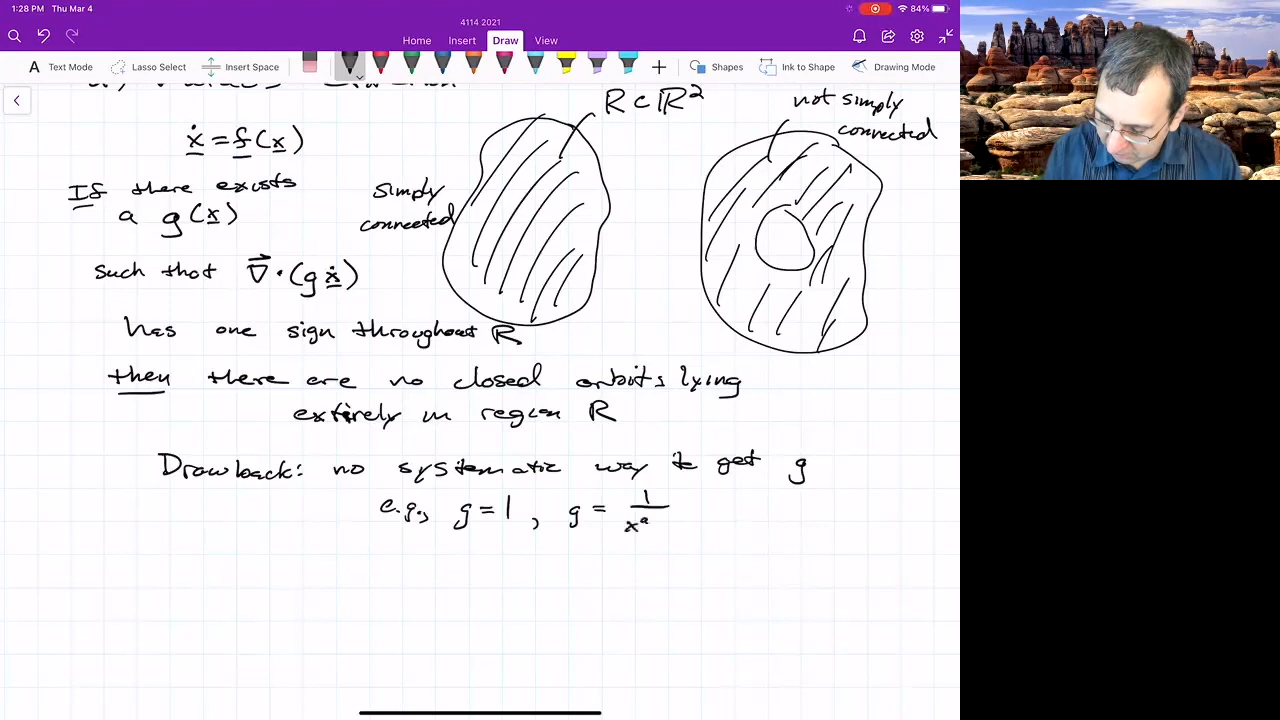 1:28 PM Thu Mar 4
84%
4114 2021
Home Insert Draw View
Text Mode Lasso Select Insert Space Shapes Ink to Shape Drawing Mode
R ⊂ ℝ²
not simply
connected
ẋ = f(x)
If there exists
a g(x)
simply
connected
such that ∇⃗·(g ẋ)
has one sign throughout R
then there are no closed orbits lying
entirely in region R
Drawback: no systematic way to get g
e.g., g = 1, g = 1/xᵃ